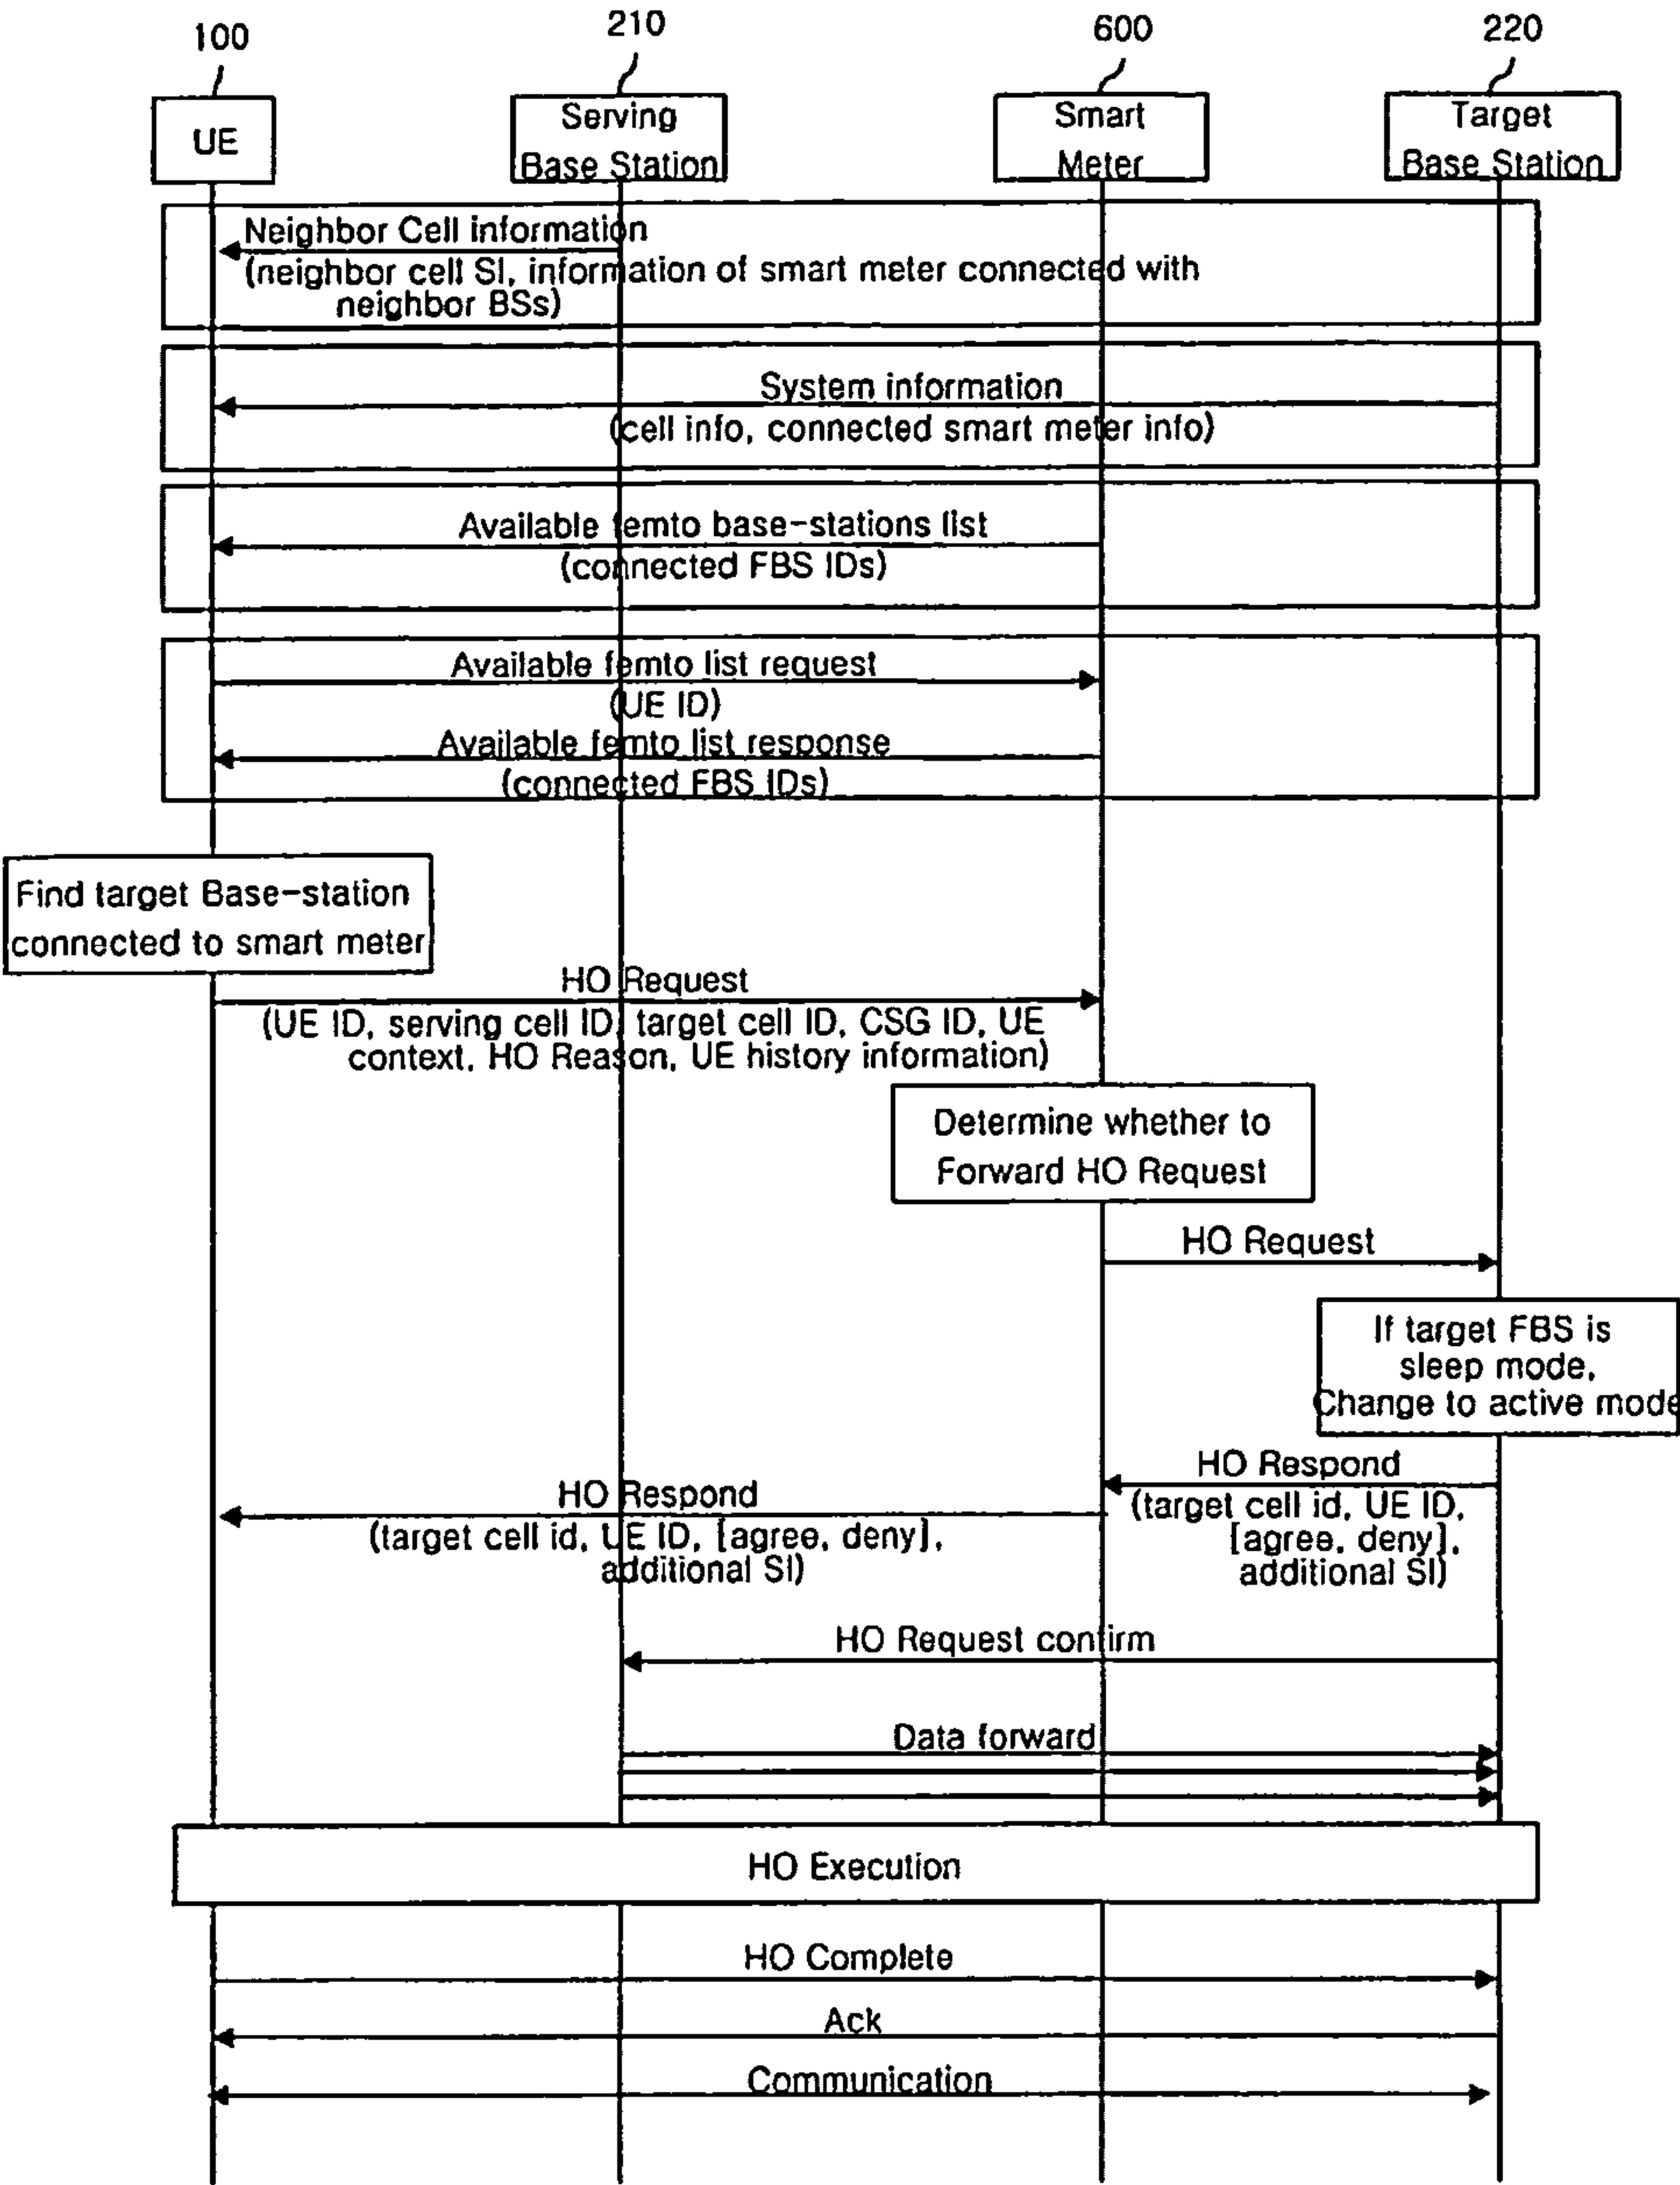 100
210
600
220
UE
Serving
Base Station
Smart
Meter
Target
Base Station
Neighbor Cell information
(neighbor cell SI, information of smart meter connected with
neighbor BSs)
System information
(cell info, connected smart meter info)
Available femto base-stations list
(connected FBS IDs)
Available femto list request
(UE ID)
Available femto list response
(connected FBS IDs)
Find target Base-station
connected to smart meter
HO Request
(UE ID, serving cell ID, target cell ID, CSG ID, UE
context, HO Reason, UE history information)
Determine whether to
Forward HO Request
HO Request
If target FBS is
sleep mode,
Change to active mode
HO Respond
(target cell id, UE ID,
[agree, deny],
additional SI)
HO Respond
(target cell id, UE ID, [agree, deny],
additional SI)
HO Request confirm
Data forward
HO Execution
HO Complete
Ack
Communication